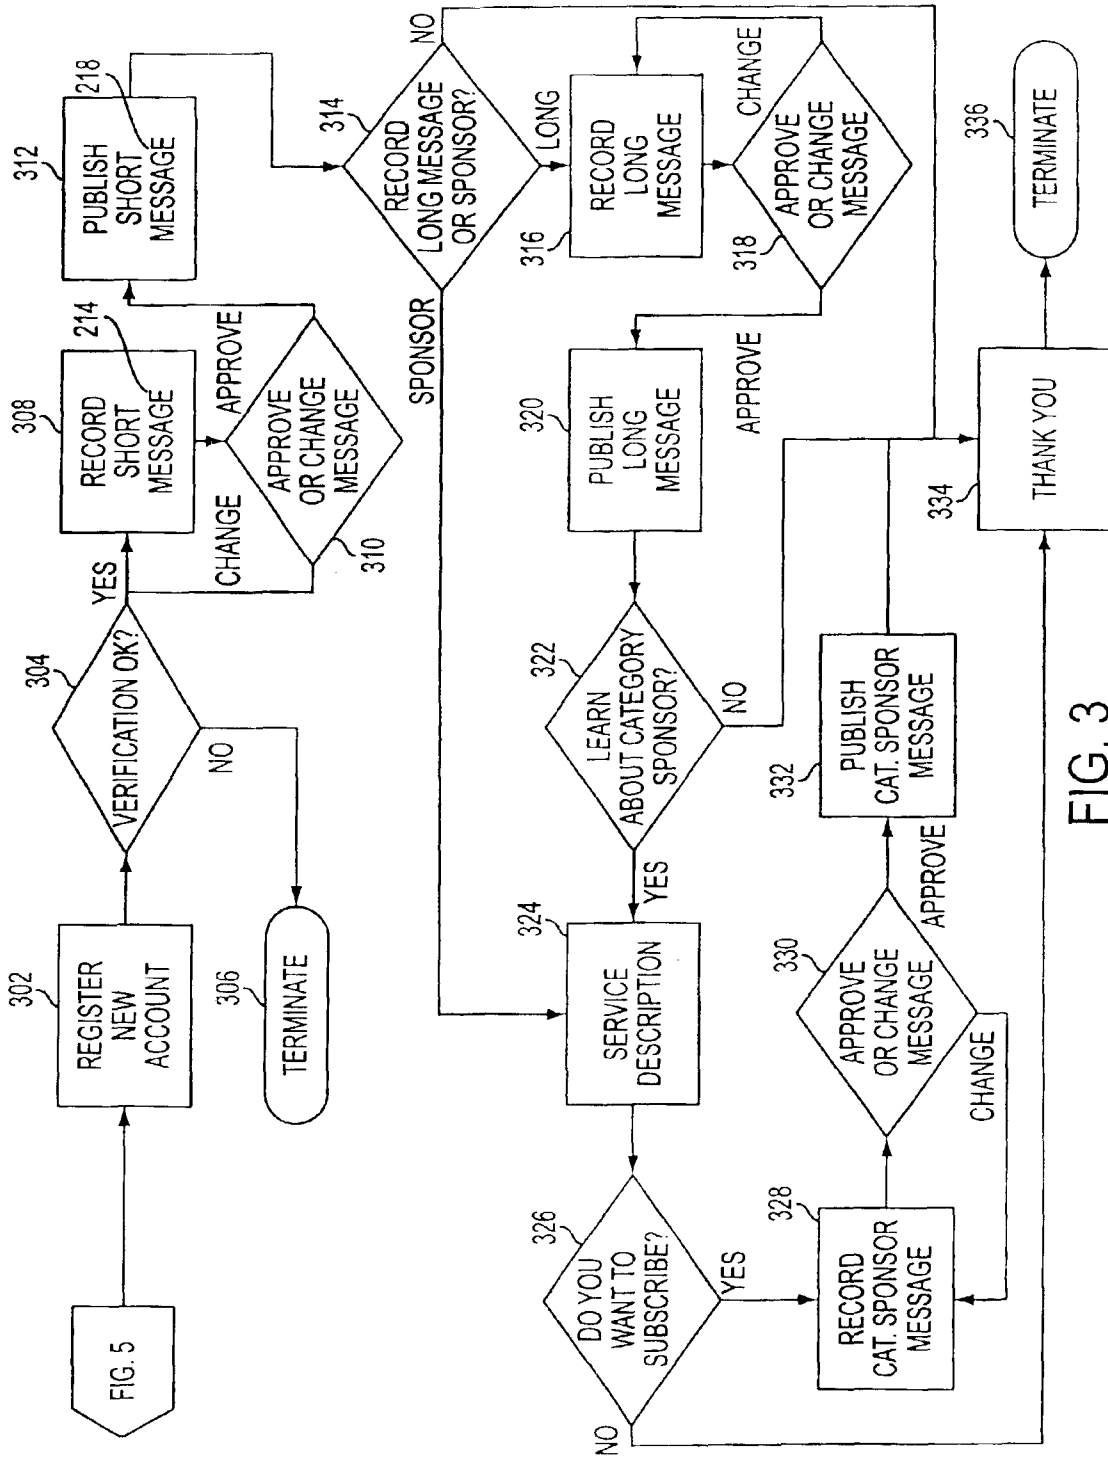 FIG. 5
302
REGISTER
NEW
ACCOUNT
304
VERIFICATION OK?
YES
NO
306
TERMINATE
308
RECORD
SHORT
MESSAGE
214
CHANGE
APPROVE
310
APPROVE
OR CHANGE
MESSAGE
312
PUBLISH
SHORT
MESSAGE
218
314
RECORD
LONG MESSAGE
OR SPONSOR?
NO
SPONSOR
LONG
316
RECORD
LONG
MESSAGE
CHANGE
318
APPROVE
OR CHANGE
MESSAGE
APPROVE
320
PUBLISH
LONG
MESSAGE
322
LEARN
ABOUT CATEGORY
SPONSOR?
NO
YES
324
SERVICE
DESCRIPTION
326
DO YOU
WANT TO
SUBSCRIBE?
NO
YES
328
RECORD
CAT. SPONSOR
MESSAGE
330
APPROVE
OR CHANGE
MESSAGE
CHANGE
APPROVE
332
PUBLISH
CAT. SPONSOR
MESSAGE
334
THANK YOU
336
TERMINATE
FIG. 3